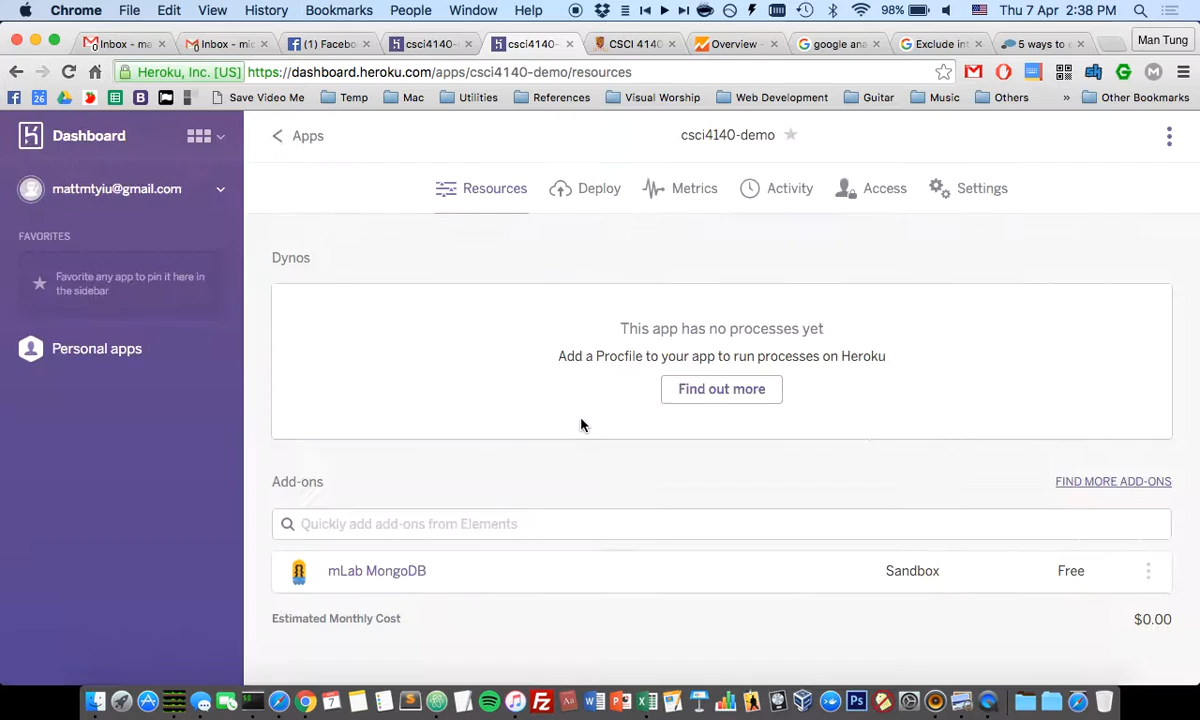 Chrome File Edit View History Bookmarks People Window Help 98% Thu 7 Apr 2:38 PM
Inbox - ma Inbox - mic (1) Facebo csci4140- csci4140- CSCI 4140 Overview - google ana Exclude int 5 ways to e Man Tung
Heroku, Inc. [US] https://dashboard.heroku.com/apps/csci4140-demo/resources
Save Video Me Temp Mac Utilities References Visual Worship Web Development Guitar Music Others » Other Bookmarks
Dashboard
Apps
csci4140-demo
mattmtyiu@gmail.com
Resources Deploy Metrics Activity Access Settings
FAVORITES
Favorite any app to pin it here in
the sidebar
Personal apps
Dynos
This app has no processes yet
Add a Procfile to your app to run processes on Heroku
Find out more
Add-ons
FIND MORE ADD-ONS
Quickly add add-ons from Elements
mLab MongoDB Sandbox Free
Estimated Monthly Cost $0.00